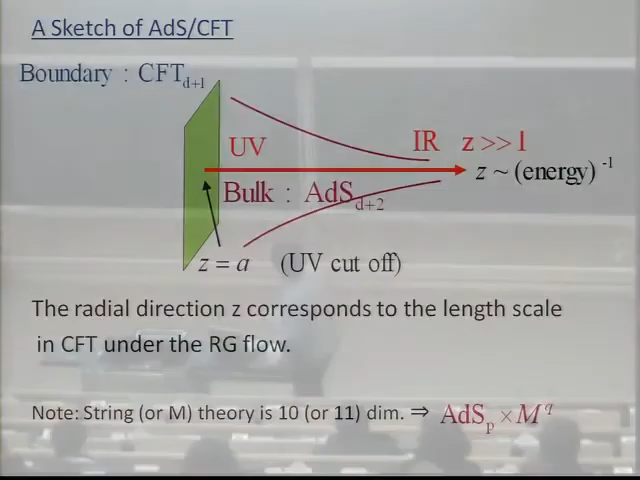 A Sketch of AdS/CFT
Boundary : CFT_{d+1}
UV
IR z >> 1
z ~ (energy)^{-1}
Bulk : AdS_{d+2}
z = a (UV cut off)
The radial direction z corresponds to the length scale
in CFT under the RG flow.
Note: String (or M) theory is 10 (or 11) dim. ⇒ AdS_p × M^q